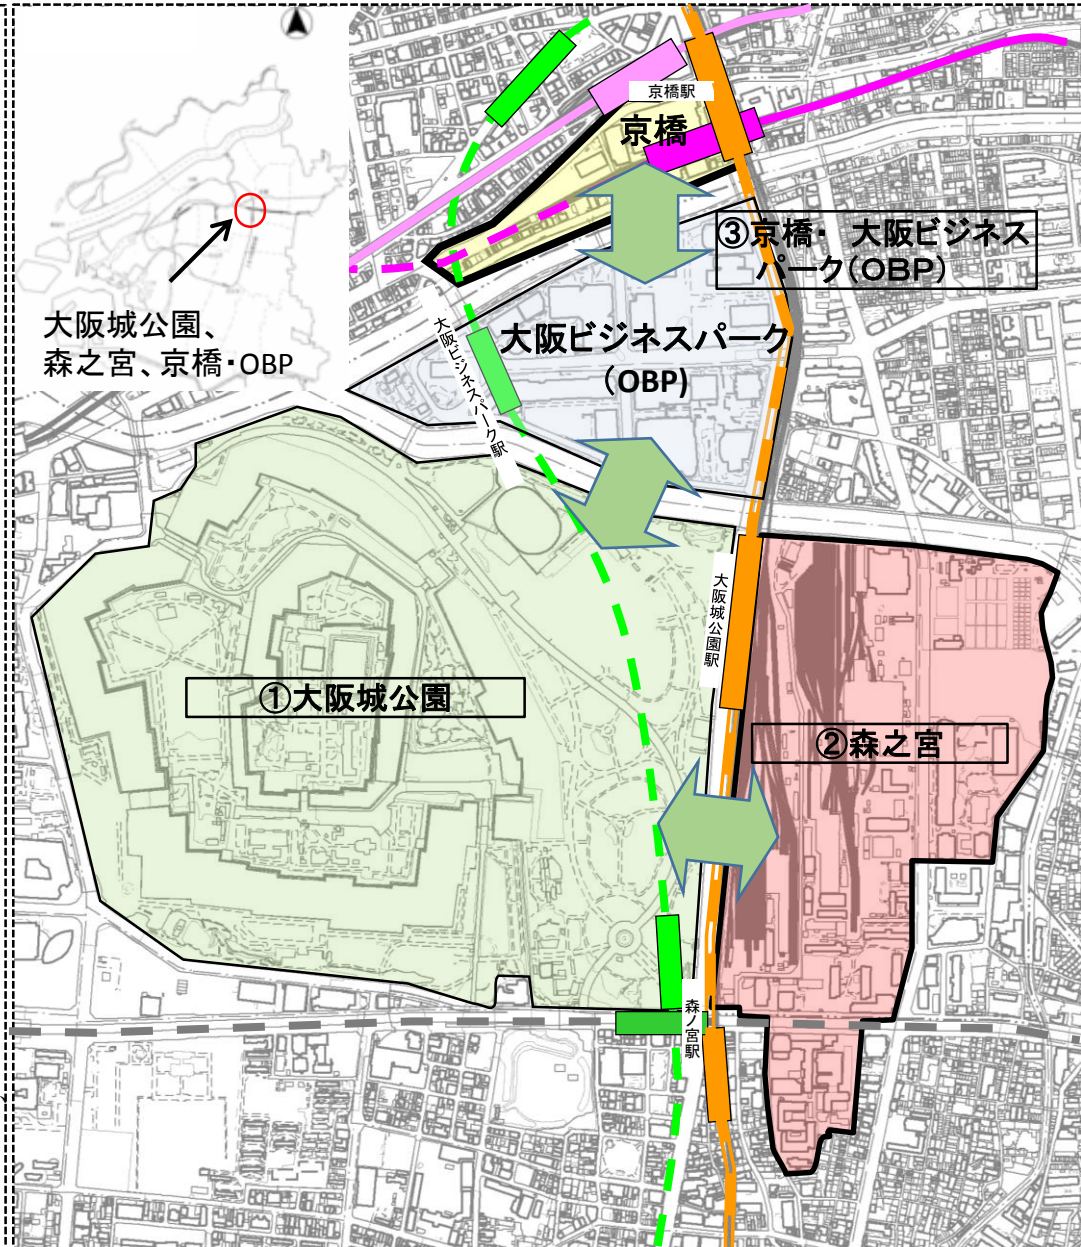 大阪城公園、
森之宮、京橋・OBP
京橋駅
京橋
③京橋・ 大阪ビジネス
パーク(OBP)
大阪ビジネスパーク
(OBP)
大阪ビジネスパーク駅
大阪城公園駅
①大阪城公園
②森之宮
森ノ宮駅